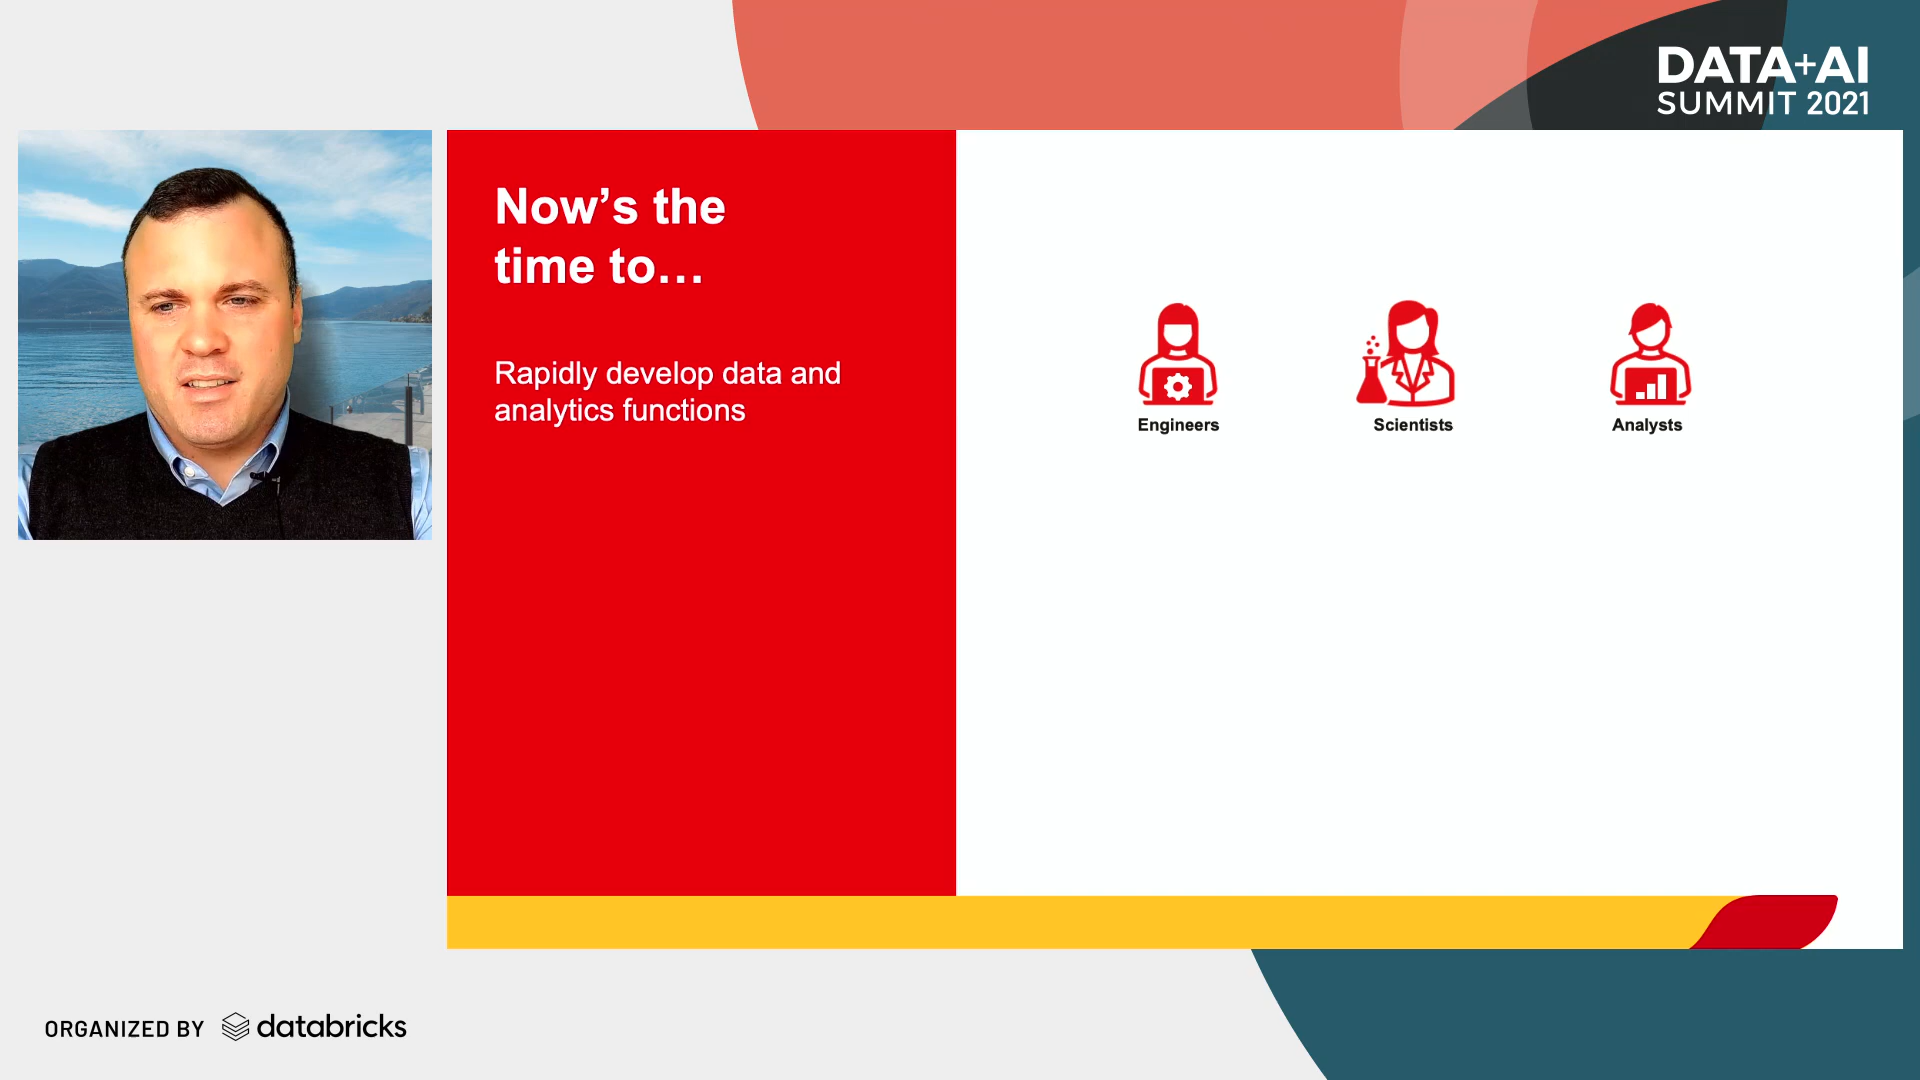 DATA+AI
SUMMIT 2021
Now’s the
time to…
Rapidly develop data and
analytics functions
Engineers
Scientists
Analysts
ORGANIZED BY databricks